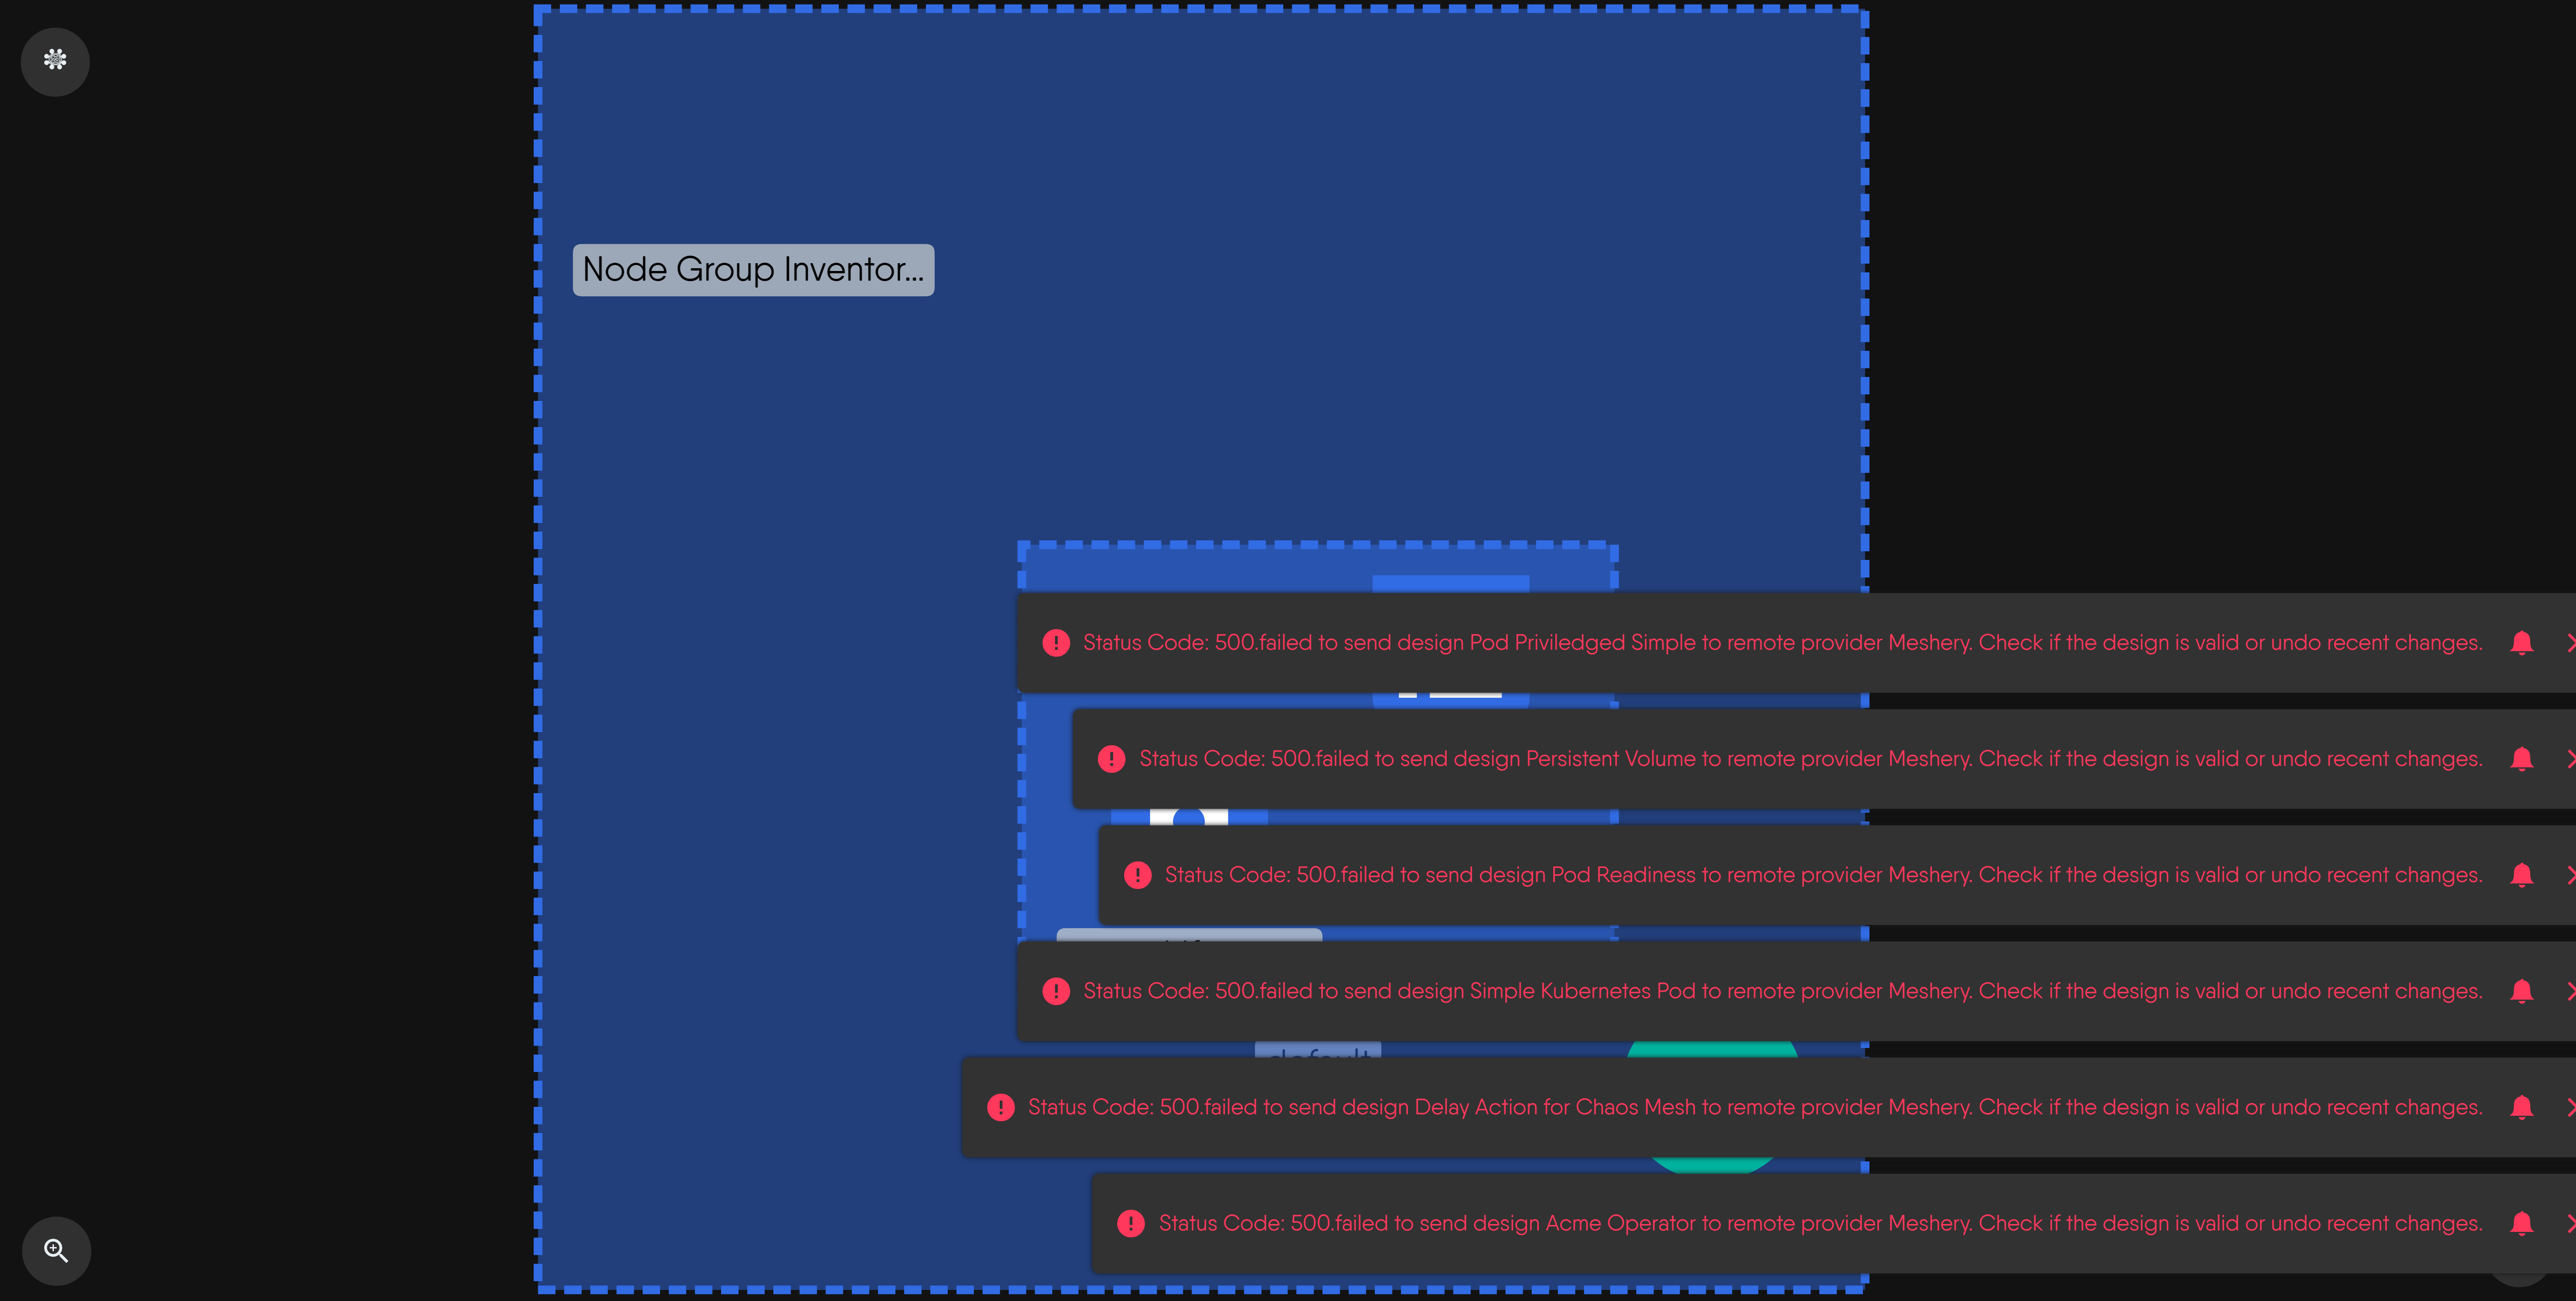 Node Group Inventor...
Status Code: 500.failed to send design Pod Priviledged Simple to remote provider Meshery. Check if the design is valid or undo recent changes.
Status Code: 500.failed to send design Persistent Volume to remote provider Meshery. Check if the design is valid or undo recent changes.
Status Code: 500.failed to send design Pod Readiness to remote provider Meshery. Check if the design is valid or undo recent changes.
Status Code: 500.failed to send design Simple Kubernetes Pod to remote provider Meshery. Check if the design is valid or undo recent changes.
default
Status Code: 500.failed to send design Delay Action for Chaos Mesh to remote provider Meshery. Check if the design is valid or undo recent changes.
Status Code: 500.failed to send design Acme Operator to remote provider Meshery. Check if the design is valid or undo recent changes.